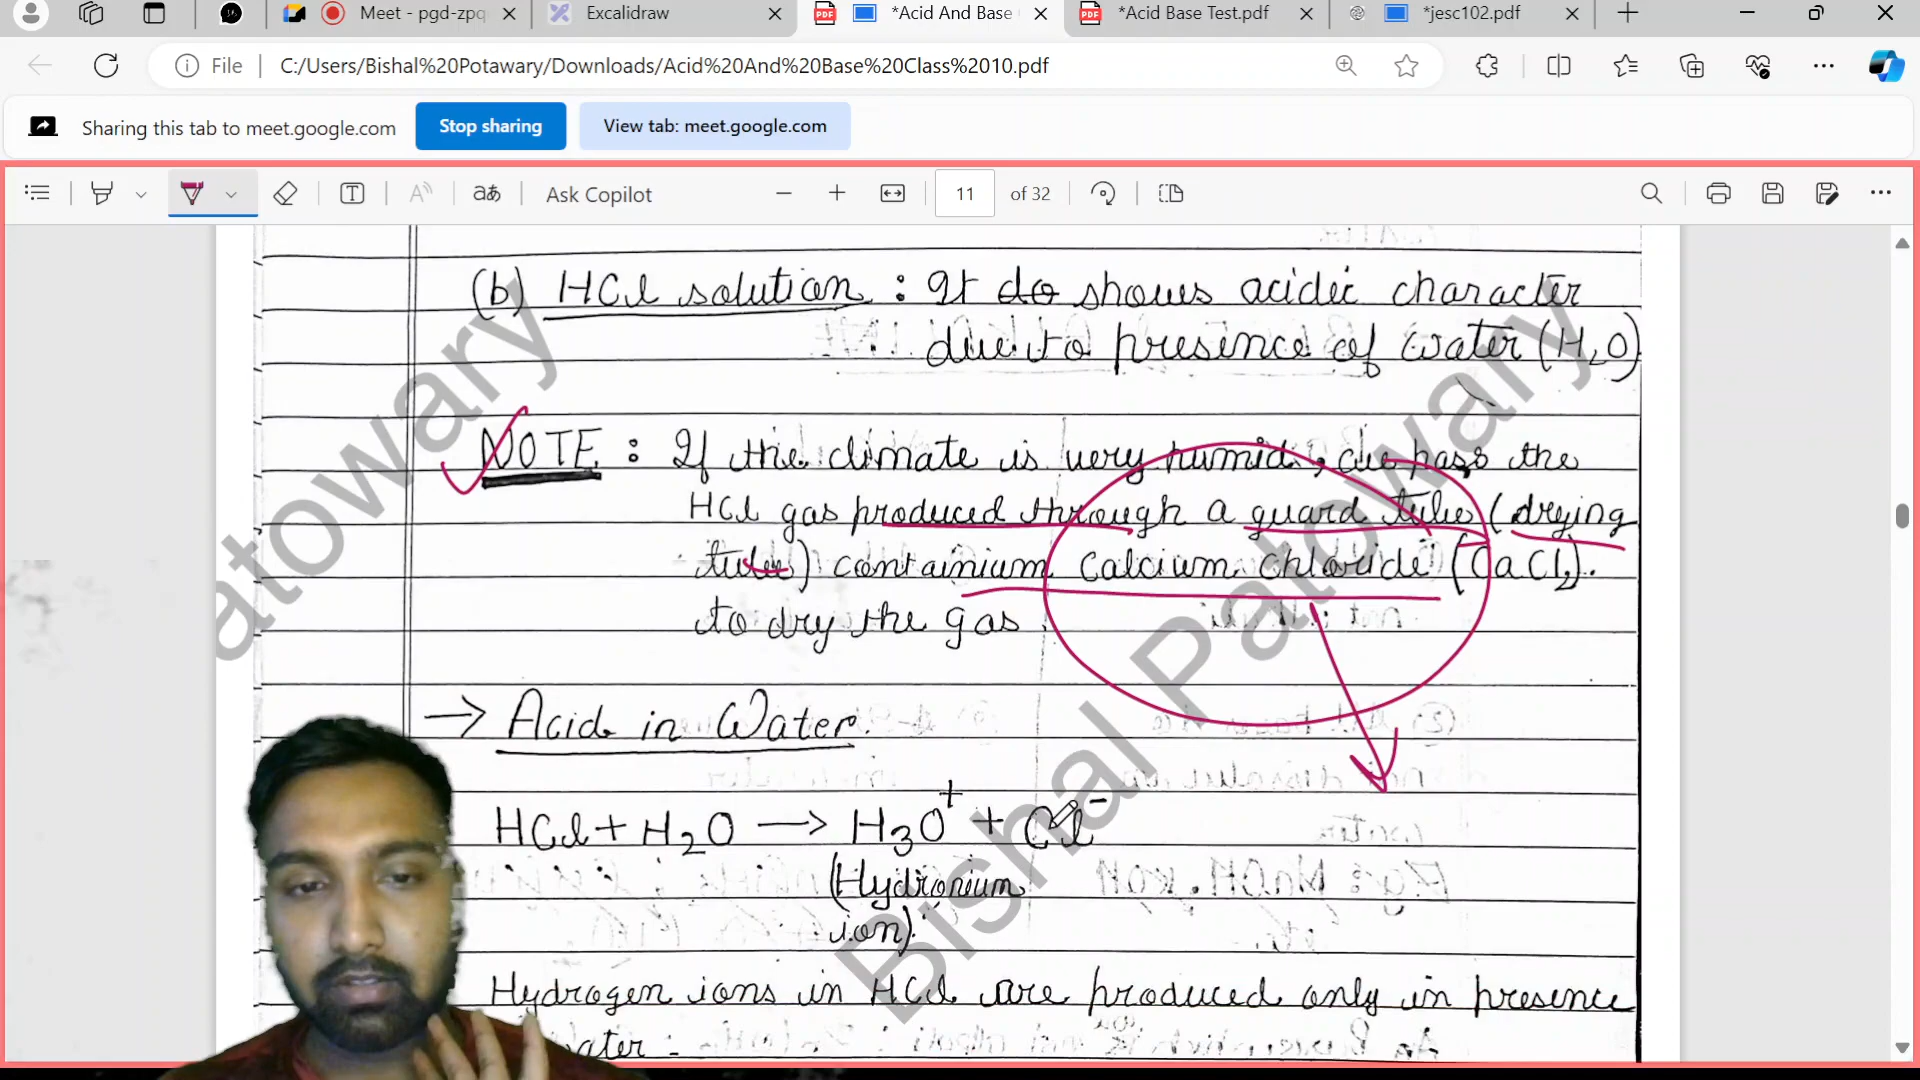 Meet - pgd-zpq
Excalidraw
*Acid And Base
*Acid Base Test.pdf
*jesc102.pdf
File
C:/Users/Bishal%20Potawary/Downloads/Acid%20And%20Base%20Class%2010.pdf
Sharing this tab to meet.google.com
Stop sharing
View tab: meet.google.com
Ask Copilot
11 of 32
(b) HCl solution : It do shows acidic character
due to presence of water (H2O)
NOTE : If the climate is very humid, we pass the
HCl gas produced through a guard tube (drying
tube) containium Calcium chloride (CaCl2).
to dry the gas.
→ Acid in Water.
HCl + H2O → H3O+ + Cl-
(Hydronium
ion).
Hydrogen ions in HCl are produced only in presence
water.
atowary
Bishal Patowary